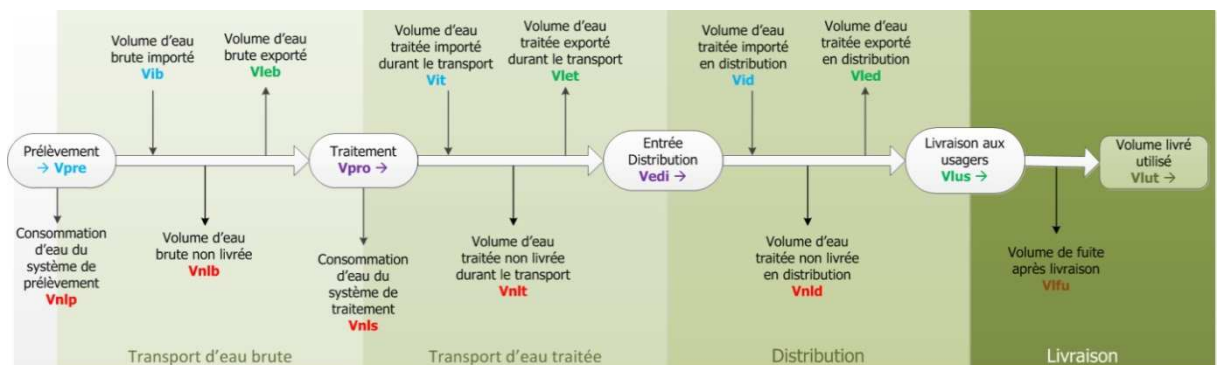 Volume d'eau
brute importé
Vib
Volume d'eau
brute exporté
Vleb
Volume d'eau
traitée importé
durant le transport
Vit
Volume d'eau
traitée exporté
durant le transport
Vlet
Volume d'eau
traitée importé
en distribution
Vid
Volume d'eau
traitée exporté
en distribution
Vled
Prélèvement
→ Vpre
Traitement
Vpro →
Entrée
Distribution
Vedi →
Livraison aux
usagers
Vlus →
Volume livré
utilisé
Vlut →
Consommation
d'eau du
système de
prélèvement
Vnlp
Volume d'eau
brute non livrée
Vnlb
Consommation
d'eau du
système de
traitement
Vnls
Volume d'eau
traitée non livrée
durant le transport
Vnlt
Volume d'eau
traitée non livrée
en distribution
Vnld
Volume de fuite
après livraison
Vlfu
Transport d'eau brute
Transport d'eau traitée
Distribution
Livraison